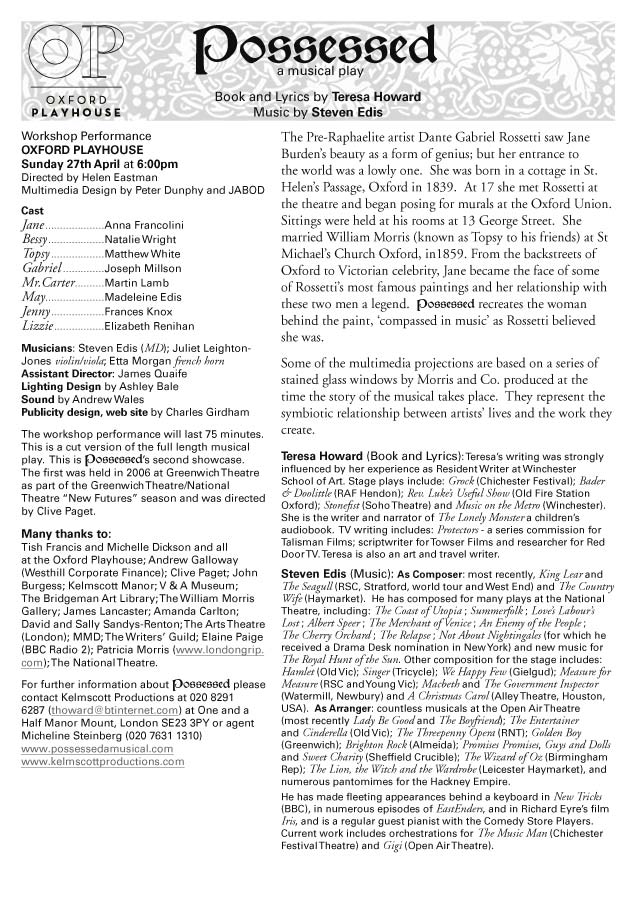 OP
OXFORD
PLAYHOUSE
Possessed
a musical play
Book and Lyrics by Teresa Howard
Music by Steven Edis
Workshop Performance
OXFORD PLAYHOUSE
Sunday 27th April at 6:00pm
Directed by Helen Eastman
Multimedia Design by Peter Dunphy and JABOD
Cast
Jane...................Anna Francolini
Bessy..................Natalie Wright
Topsy.................Matthew White
Gabriel..............Joseph Millson
Mr.Carter.........Martin Lamb
May...................Madeleine Edis
Jenny.................Frances Knox
Lizzie................Elizabeth Renihan
Musicians: Steven Edis (MD); Juliet Leighton-
Jones violin/viola; Etta Morgan french horn
Assistant Director: James Quaife
Lighting Design by Ashley Bale
Sound by Andrew Wales
Publicity design, web site by Charles Girdham
The workshop performance will last 75 minutes.
This is a cut version of the full length musical
play. This is Possessed's second showcase.
The first was held in 2006 at Greenwich Theatre
as part of the Greenwich Theatre/National
Theatre "New Futures" season and was directed
by Clive Paget.
Many thanks to:
Tish Francis and Michelle Dickson and all
at the Oxford Playhouse; Andrew Galloway
(Westhill Corporate Finance); Clive Paget; John
Burgess; Kelmscott Manor; V & A Museum;
The Bridgeman Art Library; The William Morris
Gallery; James Lancaster; Amanda Carlton;
David and Sally Sandys-Renton; The Arts Theatre
(London); MMD; The Writers' Guild; Elaine Paige
(BBC Radio 2); Patricia Morris (www.londongrip.
com); The National Theatre.
For further information about Possessed please
contact Kelmscott Productions at 020 8291
6287 (thoward@btinternet.com) at One and a
Half Manor Mount, London SE23 3PY or agent
Micheline Steinberg (020 7631 1310)
www.possessedamusical.com
www.kelmscottproductions.com
The Pre-Raphaelite artist Dante Gabriel Rossetti saw Jane
Burden's beauty as a form of genius; but her entrance to
the world was a lowly one. She was born in a cottage in St.
Helen's Passage, Oxford in 1839. At 17 she met Rossetti at
the theatre and began posing for murals at the Oxford Union.
Sittings were held at his rooms at 13 George Street. She
married William Morris (known as Topsy to his friends) at St
Michael's Church Oxford, in1859. From the backstreets of
Oxford to Victorian celebrity, Jane became the face of some
of Rossetti's most famous paintings and her relationship with
these two men a legend. Possessed recreates the woman
behind the paint, 'compassed in music' as Rossetti believed
she was.
Some of the multimedia projections are based on a series of
stained glass windows by Morris and Co. produced at the
time the story of the musical takes place. They represent the
symbiotic relationship between artists' lives and the work they
create.
Teresa Howard (Book and Lyrics): Teresa's writing was strongly
influenced by her experience as Resident Writer at Winchester
School of Art. Stage plays include: Grock (Chichester Festival); Bader
& Doolittle (RAF Hendon); Rev. Luke's Useful Show (Old Fire Station
Oxford); Stonefist (Soho Theatre) and Music on the Metro (Winchester).
She is the writer and narrator of The Lonely Monster a children's
audiobook. TV writing includes: Protectors - a series commission for
Talisman Films; scriptwriter for Towser Films and researcher for Red
Door TV. Teresa is also an art and travel writer.
Steven Edis (Music): As Composer: most recently, King Lear and
The Seagull (RSC, Stratford, world tour and West End) and The Country
Wife (Haymarket). He has composed for many plays at the National
Theatre, including: The Coast of Utopia ; Summerfolk ; Love's Labour's
Lost ; Albert Speer ; The Merchant of Venice ; An Enemy of the People ;
The Cherry Orchard ; The Relapse ; Not About Nightingales (for which he
received a Drama Desk nomination in New York) and new music for
The Royal Hunt of the Sun. Other composition for the stage includes:
Hamlet (Old Vic); Singer (Tricycle); We Happy Few (Gielgud); Measure for
Measure (RSC and Young Vic); Macbeth and The Government Inspector
(Watermill, Newbury) and A Christmas Carol (Alley Theatre, Houston,
USA). As Arranger: countless musicals at the Open Air Theatre
(most recently Lady Be Good and The Boyfriend); The Entertainer
and Cinderella (Old Vic); The Threepenny Opera (RNT); Golden Boy
(Greenwich); Brighton Rock (Almeida); Promises Promises, Guys and Dolls
and Sweet Charity (Sheffield Crucible); The Wizard of Oz (Birmingham
Rep); The Lion, the Witch and the Wardrobe (Leicester Haymarket), and
numerous pantomimes for the Hackney Empire.
He has made fleeting appearances behind a keyboard in New Tricks
(BBC), in numerous episodes of EastEnders, and in Richard Eyre's film
Iris, and is a regular guest pianist with the Comedy Store Players.
Current work includes orchestrations for The Music Man (Chichester
Festival Theatre) and Gigi (Open Air Theatre).